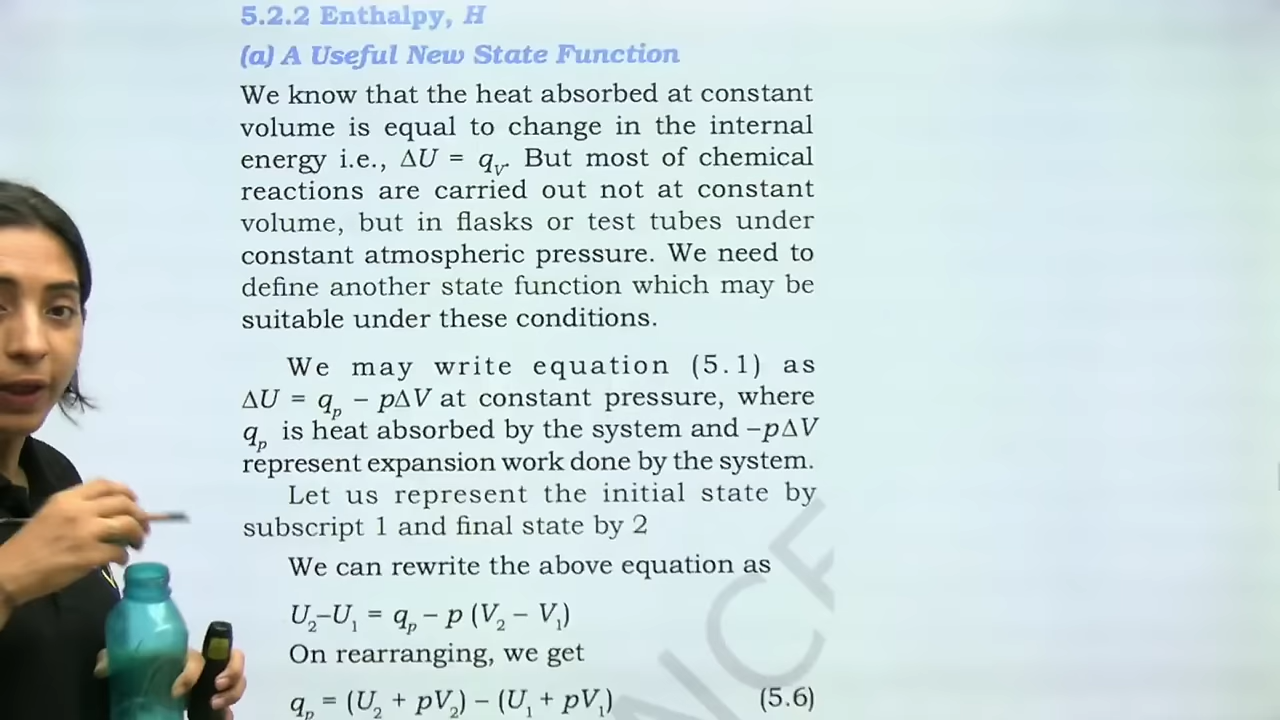 5.2.2 Enthalpy, H
(a) A Useful New State Function
We know that the heat absorbed at constant
volume is equal to change in the internal
energy i.e., ΔU = qV. But most of chemical
reactions are carried out not at constant
volume, but in flasks or test tubes under
constant atmospheric pressure. We need to
define another state function which may be
suitable under these conditions.
We may write equation (5.1) as
ΔU = qp − pΔV at constant pressure, where
qp is heat absorbed by the system and −pΔV
represent expansion work done by the system.
Let us represent the initial state by
subscript 1 and final state by 2
We can rewrite the above equation as
U₂–U₁ = qp − p (V₂ − V₁)
On rearranging, we get
qp = (U₂ + pV₂) − (U₁ + pV₁) (5.6)